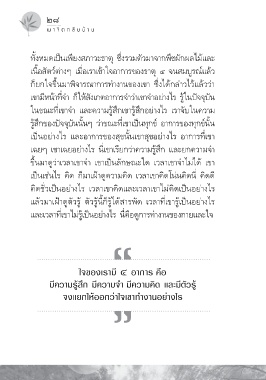 ๒๘
พาจิตกลับบ้าน
ทั้งหมดเป็นเพียงสภาวะธาตุ ซึ่งรวมตัวมาจากพืชผักผลไม้และ
เนื้อสัตว์ต่างๆ เมื่อเราเข้าใจอาการของธาตุ ๔ จนสมบูรณ์แล้ว
ก็ยกใจขึ้นมาพิจารณาการทำงานของเขา ซึ่งได้กล่าวไว้แล้วว่า
เขามีหน้าที่จำ ก็ให้สังเกตอาการจำว่าเขาจำอย่างไร รู้ในปัจจุบัน
ในขณะที่เขาจำ และความรู้สึกเขารู้สึกอย่างไร เราจับในความ
รู้สึกของปัจจุบันนั้นๆ ว่าขณะที่เขาเป็นทุกข์ อาการของทุกข์นั้น
เป็นอย่างไร และอาการของสุขนั้นเขาสุขอย่างไร อาการที่เขา
เฉยๆ เขาเฉยอย่างไร นี่เขาเรียกว่าความรู้สึก และยกความจำ
ขึ้นมาดูว่าเวลาเขาจำ เขาเป็นลักษณะใด เวลาเขาจำไม่ได้ เขา
เป็นเช่นไร คิด ก็มาเฝ้าดูความคิด เวลาเขาคิดโน่นคิดนี่ คิดดี
คิดชั่วเป็นอย่างไร เวลาเขาคิดและเวลาเขาไม่คิดเป็นอย่างไร
แล้วมาเฝ้าดูตัวรู้ ตัวรู้นี้ก็รู้ได้สารพัด เวลาที่เขารู้เป็นอย่างไร
และเวลาที่เขาไม่รู้เป็นอย่างไร นี่คือดูการทำงานของกายและใจ
“
ใจของเรามี ๔ อาการ คือ
มีความรู้สึก มีความจำ มีความคิด และมีตัวรู้
จงแยกให้ออกว่าใจเขาทำงานอย่างไร
”